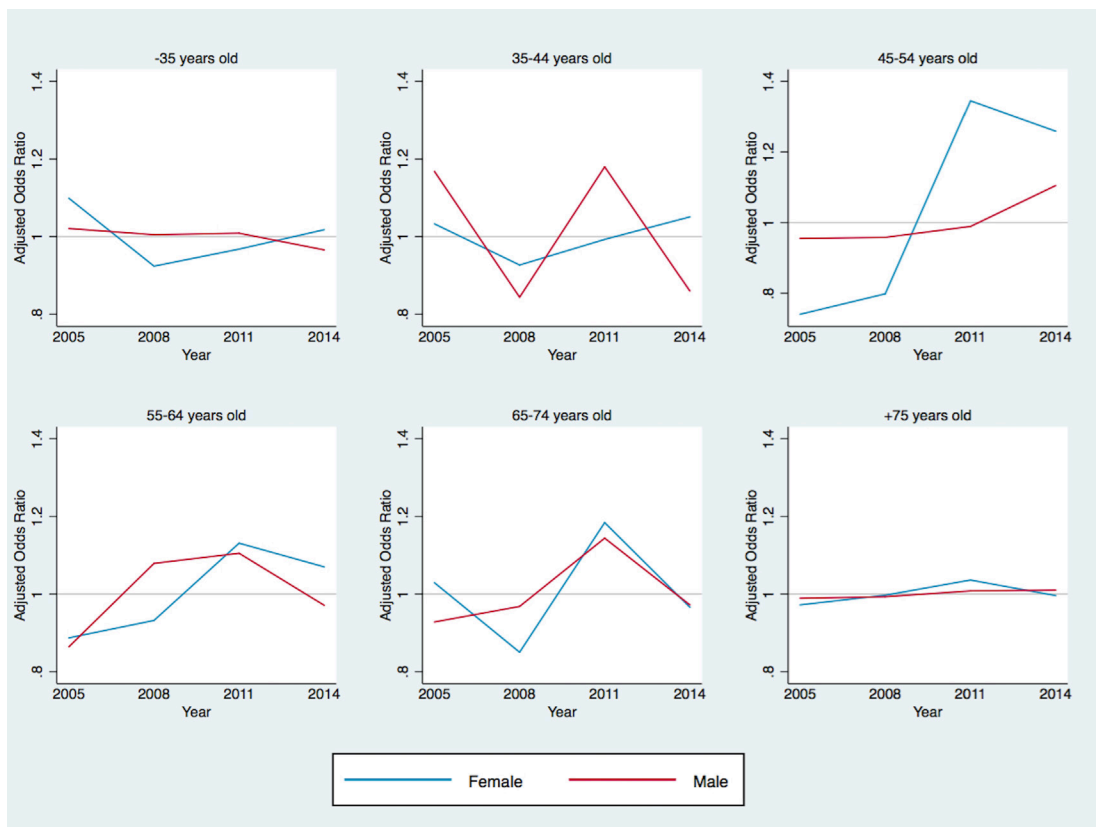 -35 years old
Adjusted Odds Ratio
1.4
1.2
1
.8
2005 2008 2011 2014
Year
35-44 years old
Adjusted Odds Ratio
1.4
1.2
1
.8
2005 2008 2011 2014
Year
45-54 years old
Adjusted Odds Ratio
1.4
1.2
1
.8
2005 2008 2011 2014
Year
55-64 years old
Adjusted Odds Ratio
1.4
1.2
1
.8
2005 2008 2011 2014
Year
65-74 years old
Adjusted Odds Ratio
1.4
1.2
1
.8
2005 2008 2011 2014
Year
+75 years old
Adjusted Odds Ratio
1.4
1.2
1
.8
2005 2008 2011 2014
Year
Female Male